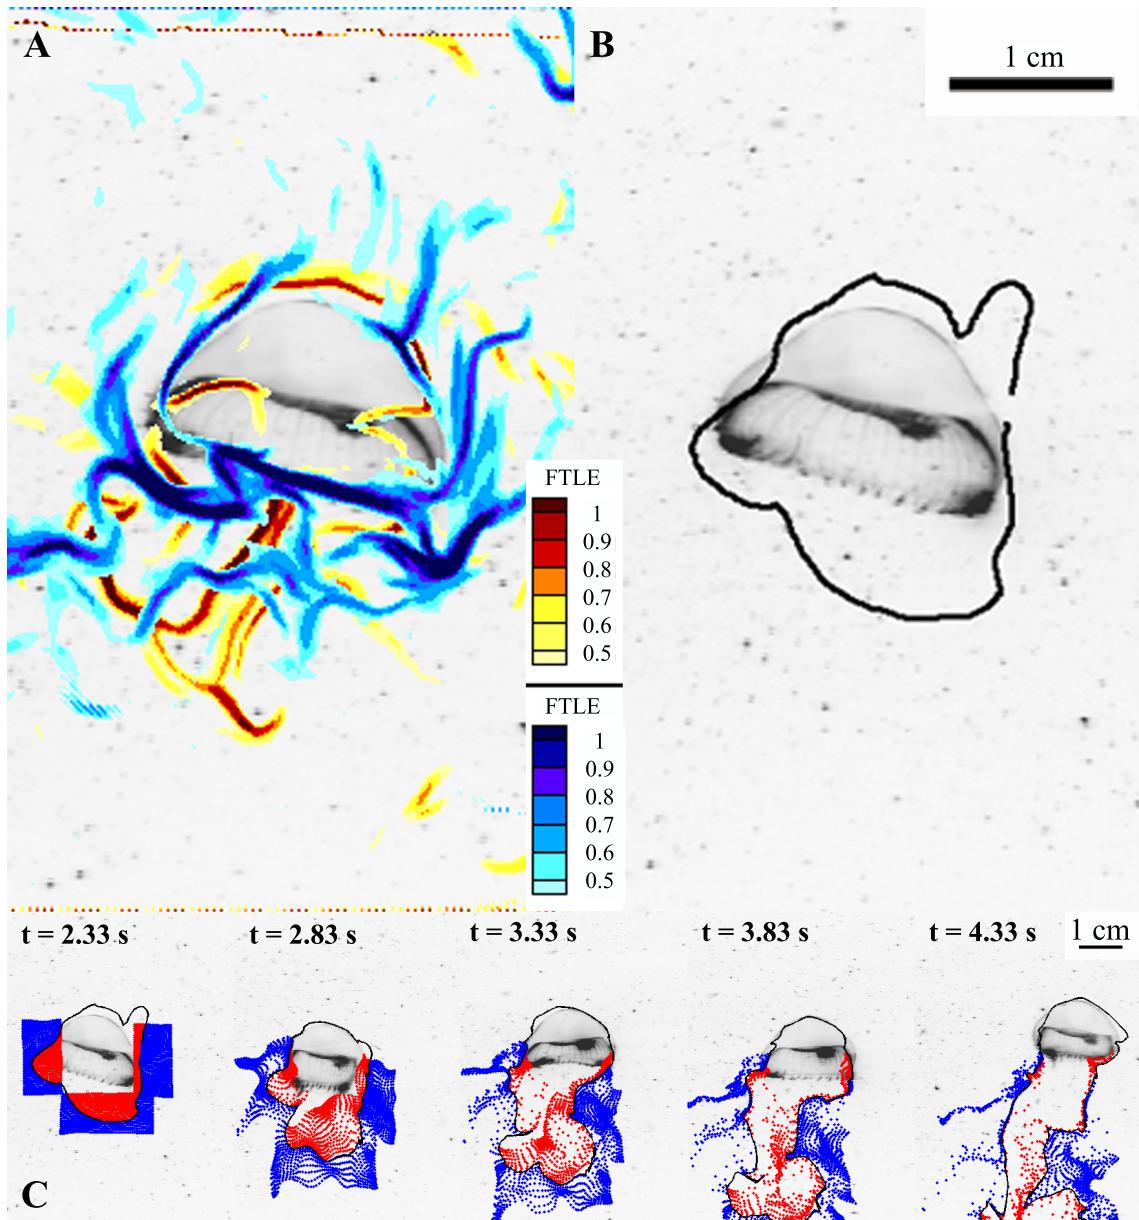 A
B
1 cm
FTLE
1
0.9
0.8
0.7
0.6
0.5
FTLE
1
0.9
0.8
0.7
0.6
0.5
t = 2.33 s
t = 2.83 s
t = 3.33 s
t = 3.83 s
t = 4.33 s
1 cm
C